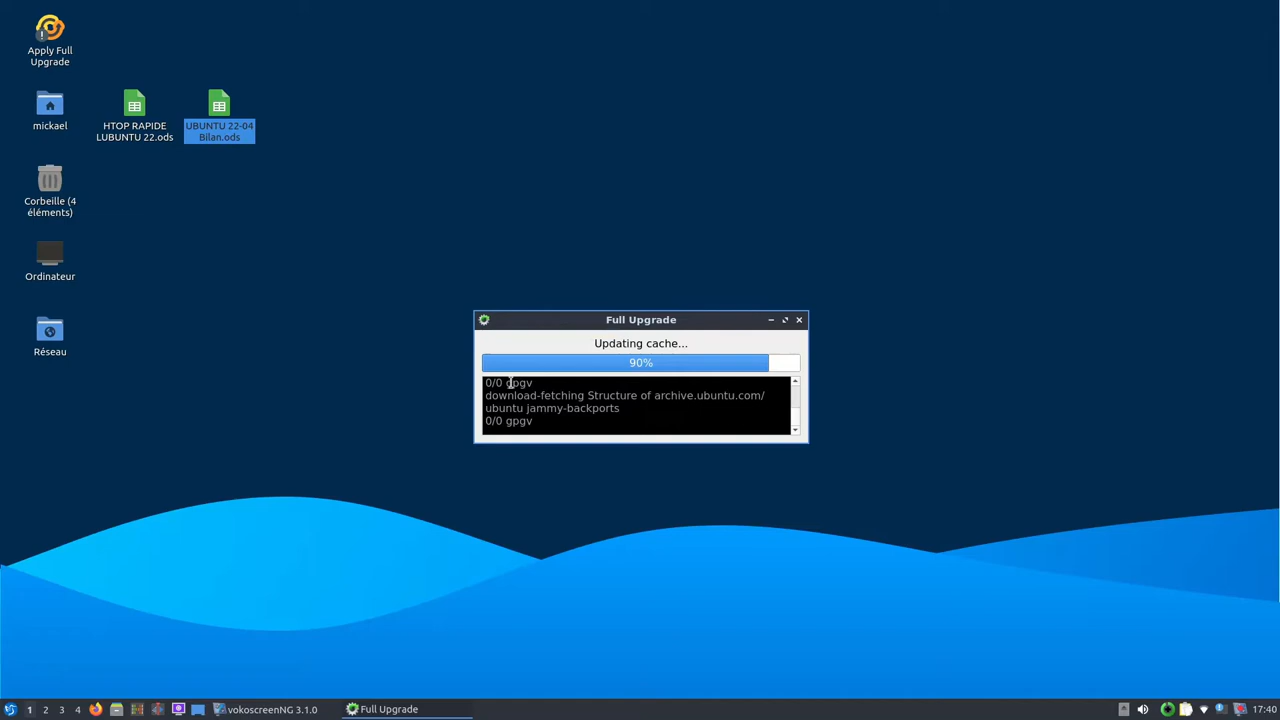 Apply Full
Upgrade
mickael
HTOP RAPIDE
LUBUNTU 22.ods
UBUNTU 22-04
Bilan.ods
Corbeille (4
éléments)
Ordinateur
Réseau
Full Upgrade
Updating cache...
90%
0/0 gpgv
download-fetching Structure of archive.ubuntu.com/
ubuntu jammy-backports
0/0 gpgv
1 2 3 4 vokoscreenNG 3.1.0 Full Upgrade 17:40